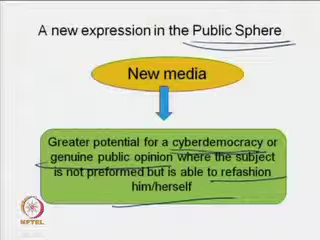 A new expression in the Public Sphere
New media
Greater potential for a cyberdemocracy or
genuine public opinion where the subject
is not preformed but is able to refashion
him/herself
NPTEL